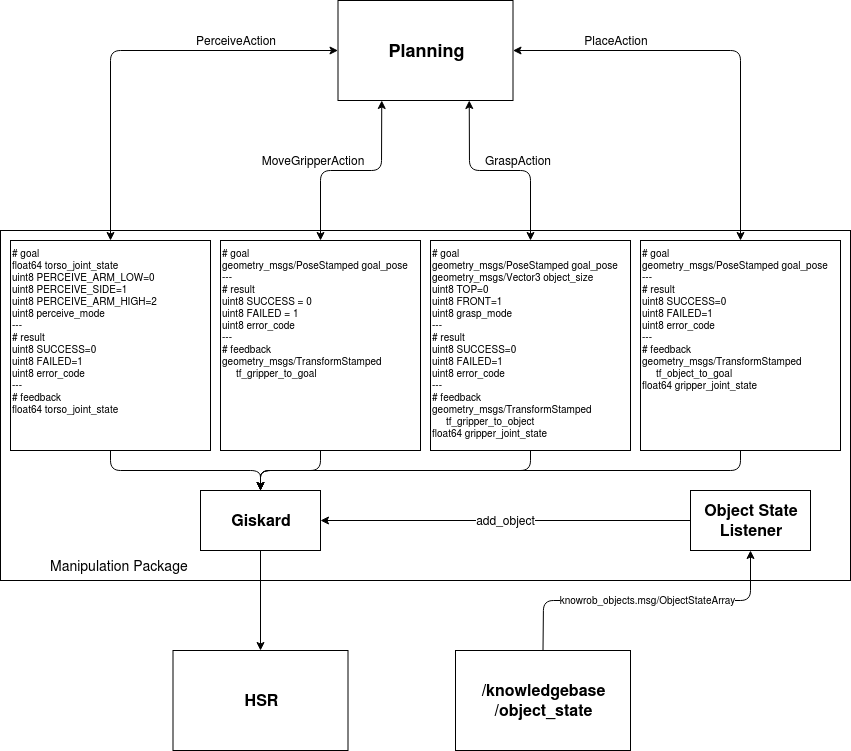 Planning
PerceiveAction
PlaceAction
MoveGripperAction
GraspAction
# goal
float64 torso_joint_state
uint8 PERCEIVE_ARM_LOW=0
uint8 PERCEIVE_SIDE=1
uint8 PERCEIVE_ARM_HIGH=2
uint8 perceive_mode
---
# result
uint8 SUCCESS=0
uint8 FAILED=1
uint8 error_code
---
# feedback
float64 torso_joint_state
# goal
geometry_msgs/PoseStamped goal_pose
---
# result
uint8 SUCCESS = 0
uint8 FAILED = 1
uint8 error_code
---
# feedback
geometry_msgs/TransformStamped
tf_gripper_to_goal
# goal
geometry_msgs/PoseStamped goal_pose
geometry_msgs/Vector3 object_size
uint8 TOP=0
uint8 FRONT=1
uint8 grasp_mode
---
# result
uint8 SUCCESS=0
uint8 FAILED=1
uint8 error_code
---
# feedback
geometry_msgs/TransformStamped
tf_gripper_to_object
float64 gripper_joint_state
# goal
geometry_msgs/PoseStamped goal_pose
---
# result
uint8 SUCCESS=0
uint8 FAILED=1
uint8 error_code
---
# feedback
geometry_msgs/TransformStamped
tf_object_to_goal
float64 gripper_joint_state
Giskard
add_object
Object State
Listener
Manipulation Package
knowrob_objects.msg/ObjectStateArray
HSR
/knowledgebase
/object_state